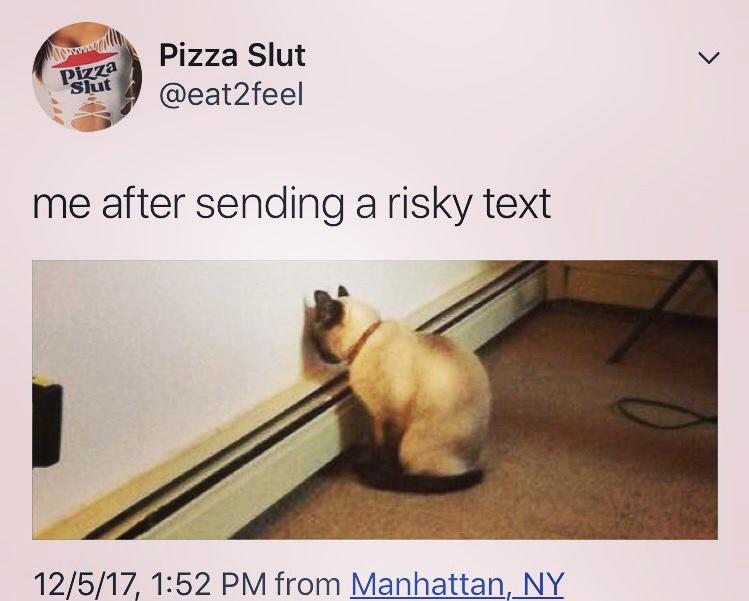 Pizza
Slut
Pizza Slut
@eat2feel
me after sending a risky text
12/5/17, 1:52 PM from Manhattan, NY